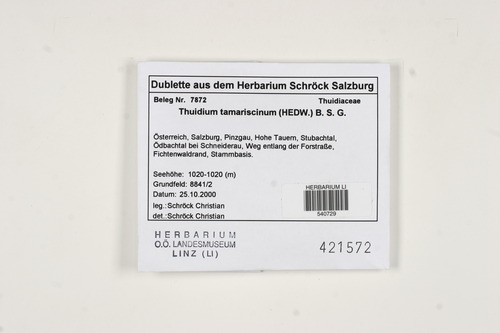 Dublette aus dem Herbarium Schröck Salzburg
Beleg Nr. 7872 Thuidiaceae
Thuidium tamariscinum (HEDW.) B. S. G.
Österreich, Salzburg, Pinzgau, Hohe Tauern, Stubachtal,
Ödbachtal bei Schneiderau, Weg entlang der Forstraße,
Fichtenwaldrand, Stammbasis.
Seehöhe: 1020-1020 (m)
Grundfeld: 8841/2
Datum: 25.10.2000
leg.:Schröck Christian
det.:Schröck Christian
HERBARIUM LI
540729
HERBARIUM
O.Ö. LANDESMUSEUM
LINZ (LI)
421572